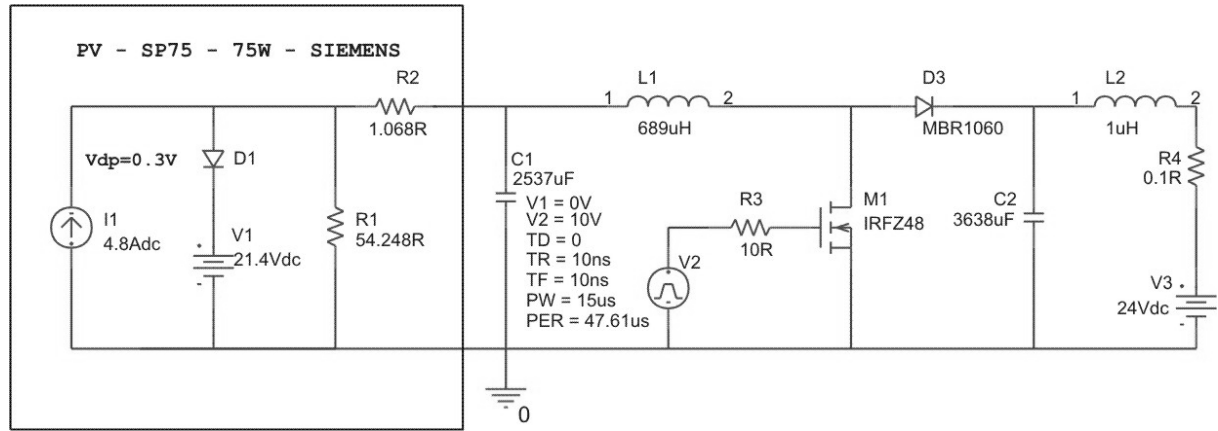 PV - SP75 - 75W - SIEMENS
R2
1.068R
L1
1
2
689uH
D3
MBR1060
L2
1
2
1uH
Vdp=0.3V
D1
C1
2537uF
V1 = 0V
V2 = 10V
TD = 0
TR = 10ns
TF = 10ns
PW = 15us
PER = 47.61us
R4
0.1R
I1
4.8Adc
V1
21.4Vdc
R1
54.248R
R3
10R
M1
IRFZ48
C2
3638uF
V2
V3
24Vdc
0